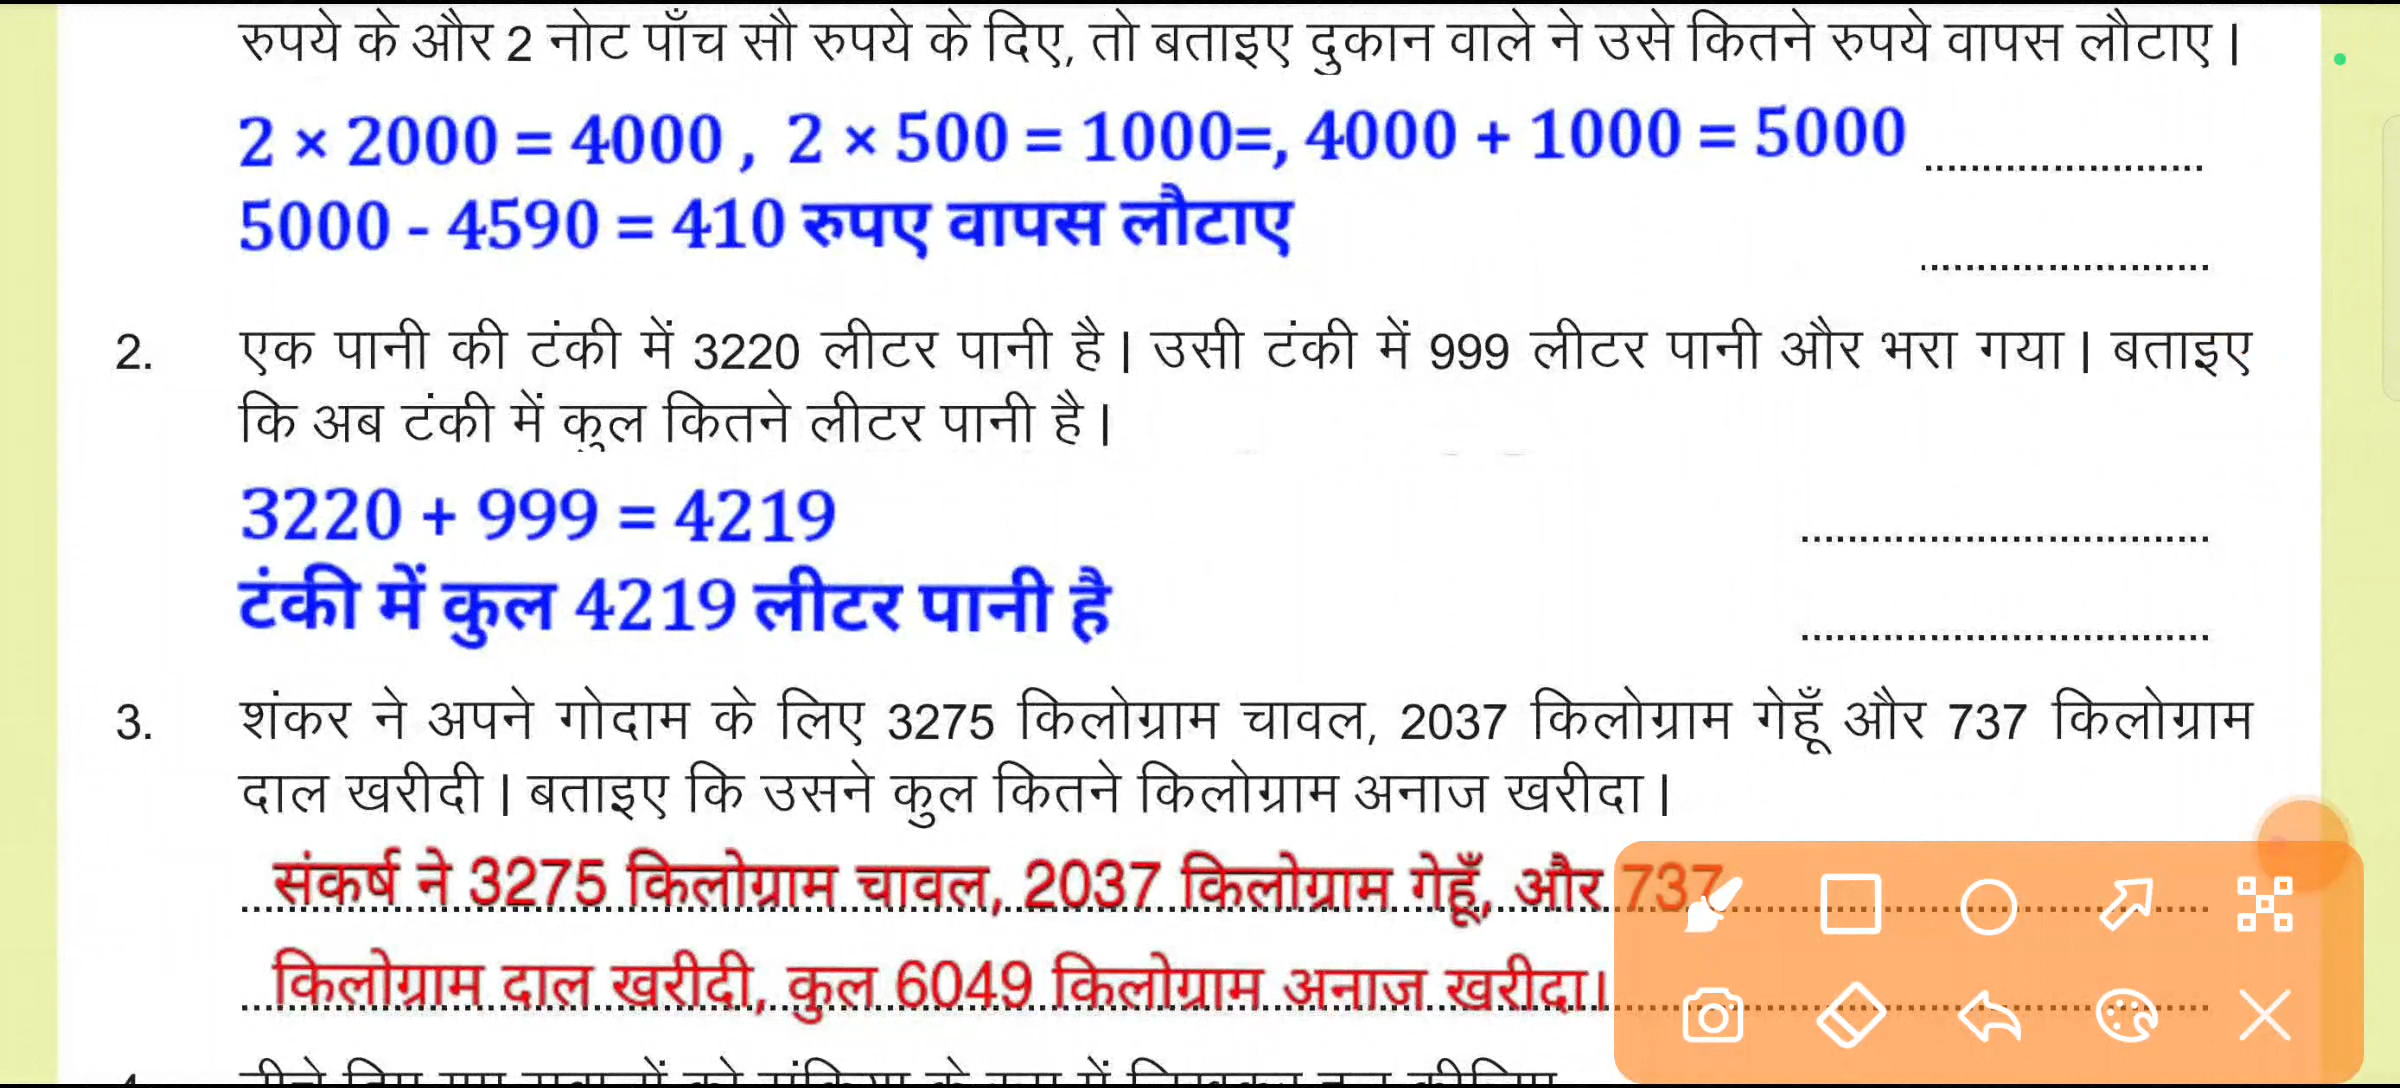 रुपये के और 2 नोट पाँच सौ रुपये के दिए, तो बताइए दुकान वाले ने उसे कितने रुपये वापस लौटाए।
2 × 2000 = 4000 , 2 × 500 = 1000=, 4000 + 1000 = 5000
5000 - 4590 = 410 रुपए वापस लौटाए
2. एक पानी की टंकी में 3220 लीटर पानी है। उसी टंकी में 999 लीटर पानी और भरा गया। बताइए
कि अब टंकी में कुल कितने लीटर पानी है।
3220 + 999 = 4219
टंकी में कुल 4219 लीटर पानी है
3. शंकर ने अपने गोदाम के लिए 3275 किलोग्राम चावल, 2037 किलोग्राम गेहूँ और 737 किलोग्राम
दाल खरीदी। बताइए कि उसने कुल कितने किलोग्राम अनाज खरीदा।
संकर्ष ने 3275 किलोग्राम चावल, 2037 किलोग्राम गेहूँ, और 737
किलोग्राम दाल खरीदी, कुल 6049 किलोग्राम अनाज खरीदा।